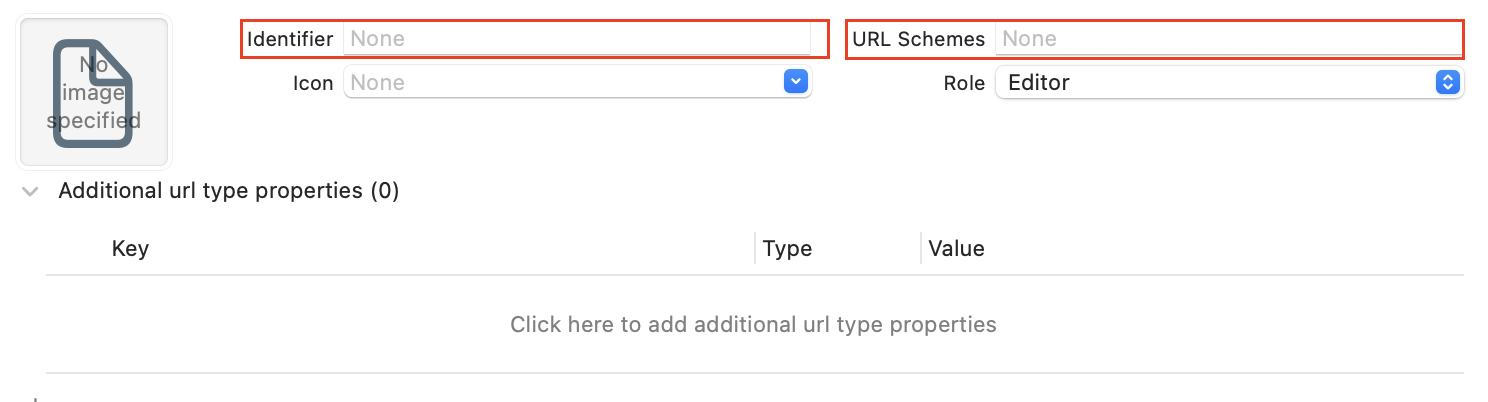 No
image
specified
Identifier None
URL Schemes None
Icon None
Role Editor
Additional url type properties (0)
Key Type Value
Click here to add additional url type properties